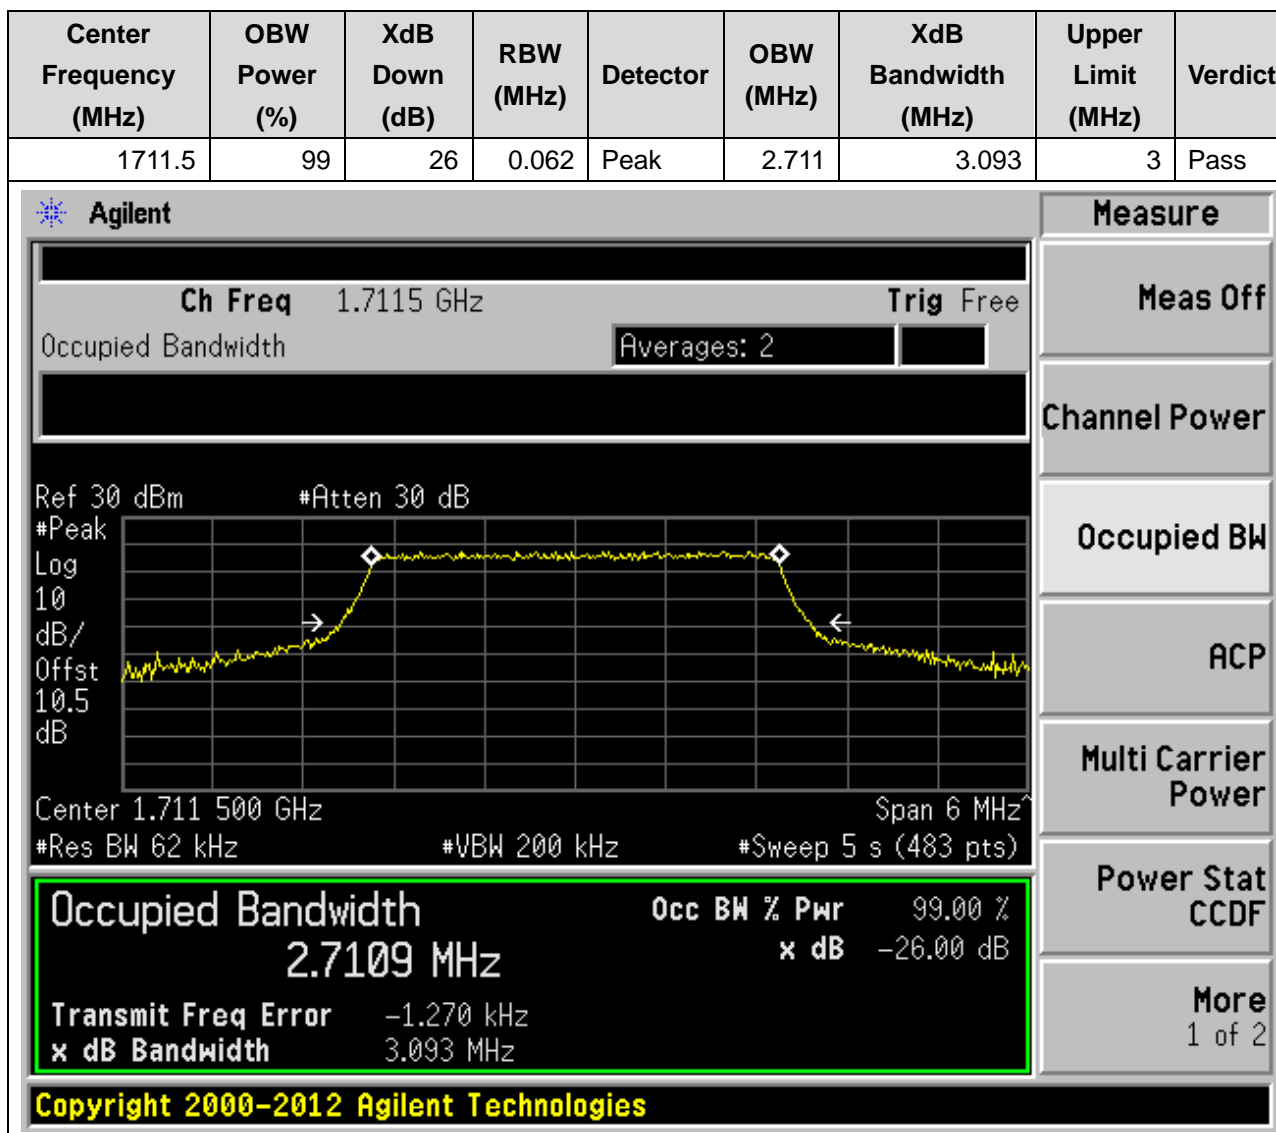 Center Frequency (MHz) OBW Power (%) XdB Down (dB) RBW (MHz) Detector OBW (MHz) XdB Bandwidth (MHz) Upper Limit (MHz) Verdict
1711.5 99 26 0.062 Peak 2.711 3.093 3 Pass
Agilent
Ch Freq 1.7115 GHz Trig Free
Occupied Bandwidth Averages: 2
Ref 30 dBm #Atten 30 dB
#Peak
Log
10
dB/
Offst
10.5
dB
Center 1.711 500 GHz Span 6 MHz^
#Res BW 62 kHz #VBW 200 kHz #Sweep 5 s (483 pts)
Occupied Bandwidth Occ BW % Pwr 99.00 %
2.7109 MHz x dB -26.00 dB
Transmit Freq Error -1.270 kHz
x dB Bandwidth 3.093 MHz
Measure
Meas Off
Channel Power
Occupied BW
ACP
Multi Carrier
Power
Power Stat
CCDF
More
1 of 2
Copyright 2000-2012 Agilent Technologies